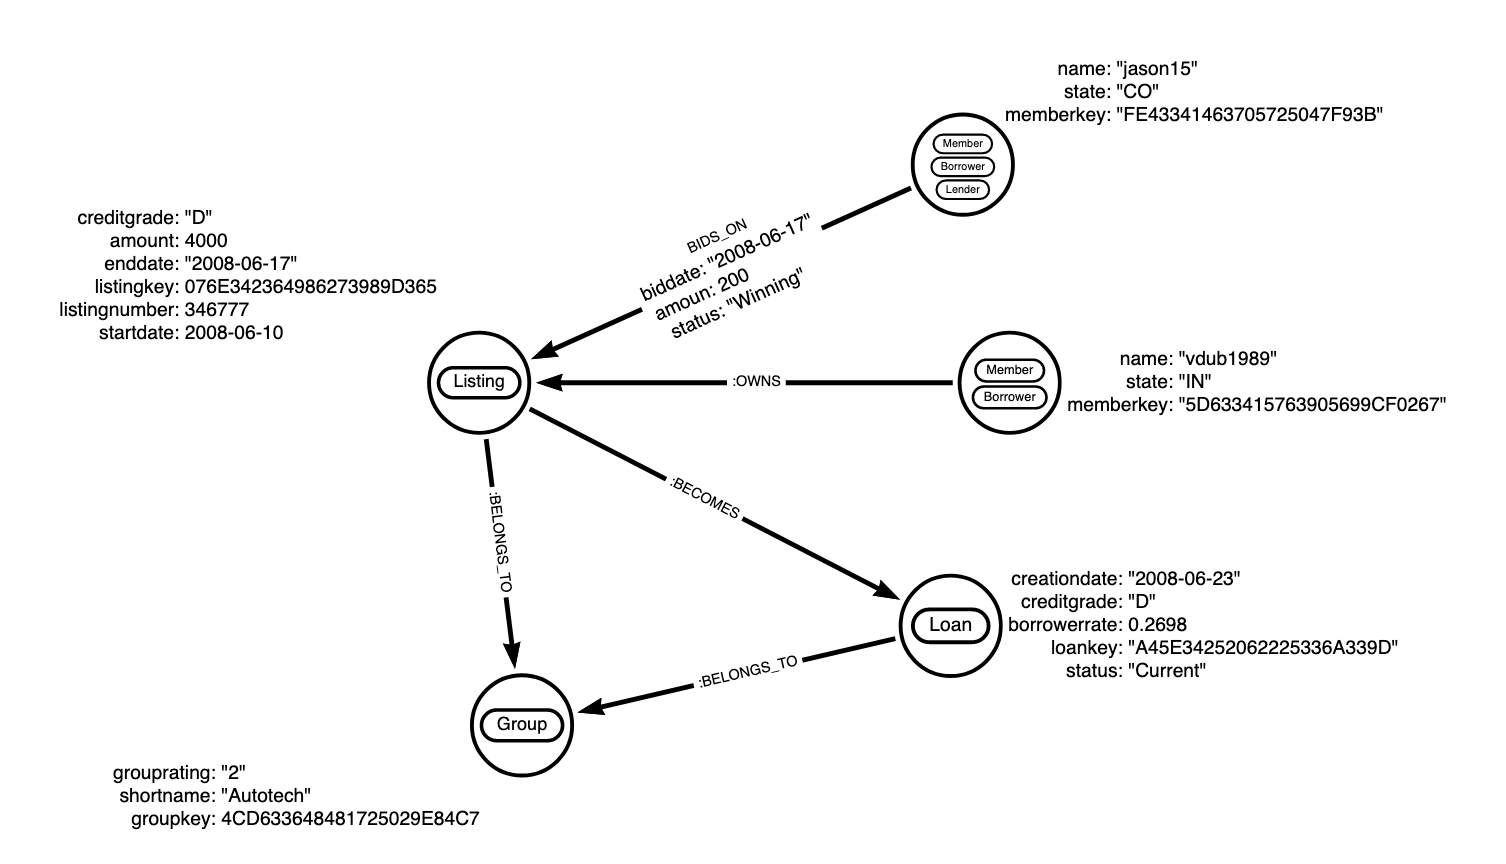 name: "jason15"
state: "CO"
memberkey: "FE43341463705725047F93B"
Member
Borrower
Lender
creditgrade: "D"
amount: 4000
enddate: "2008-06-17"
listingkey: 076E342364986273989D365
listingnumber: 346777
startdate: 2008-06-10
BIDS_ON
biddate: "2008-06-17"
amoun: 200
status: "Winning"
Listing
:OWNS
Member
Borrower
name: "vdub1989"
state: "IN"
memberkey: "5D633415763905699CF0267"
:BELONGS_TO
:BECOMES
Loan
creationdate: "2008-06-23"
creditgrade: "D"
borrowerrate: 0.2698
loankey: "A45E34252062225336A339D"
status: "Current"
:BELONGS_TO
Group
grouprating: "2"
shortname: "Autotech"
groupkey: 4CD633648481725029E84C7